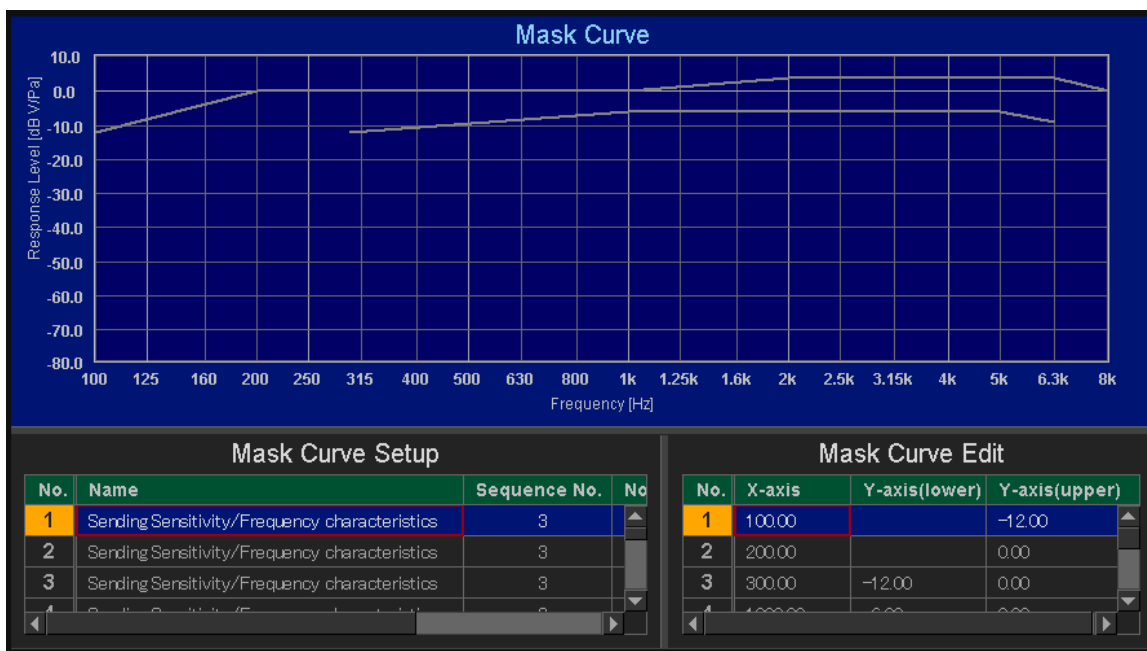 Mask Curve
Response Level [dB V/Pa]
10.0
0.0
-10.0
-20.0
-30.0
-40.0
-50.0
-60.0
-70.0
-80.0
100 125 160 200 250 315 400 500 630 800 1k 1.25k 1.6k 2k 2.5k 3.15k 4k 5k 6.3k 8k
Frequency [Hz]
Mask Curve Setup
No. Name Sequence No. No
1 Sending Sensitivity/Frequency characteristics 3
2 Sending Sensitivity/Frequency characteristics 3
3 Sending Sensitivity/Frequency characteristics 3
Mask Curve Edit
No. X-axis Y-axis(lower) Y-axis(upper)
1 100.00 -12.00
2 200.00 0.00
3 300.00 -12.00 0.00